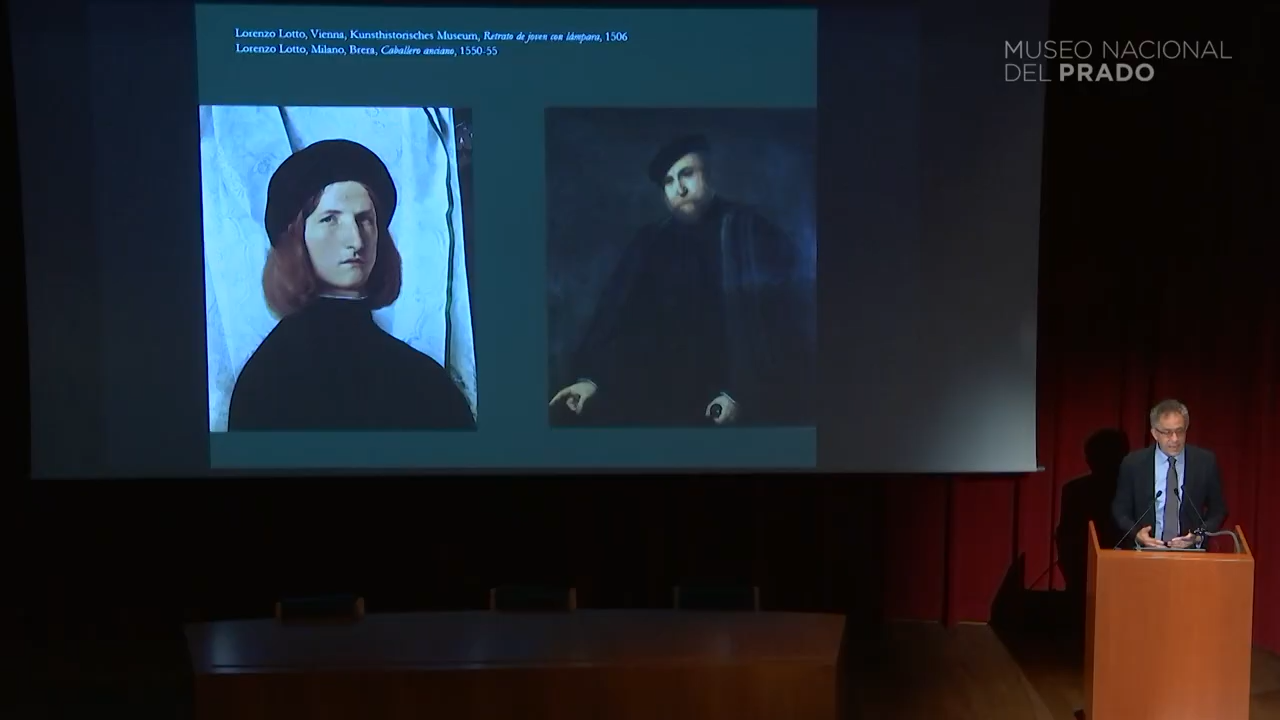 Lorenzo Lotto, Vienna, Kunsthistorisches Museum, Retrato de joven con lámpara, 1506
Lorenzo Lotto, Milano, Brera, Caballero anciano, 1550-55
MUSEO NACIONAL
DEL PRADO